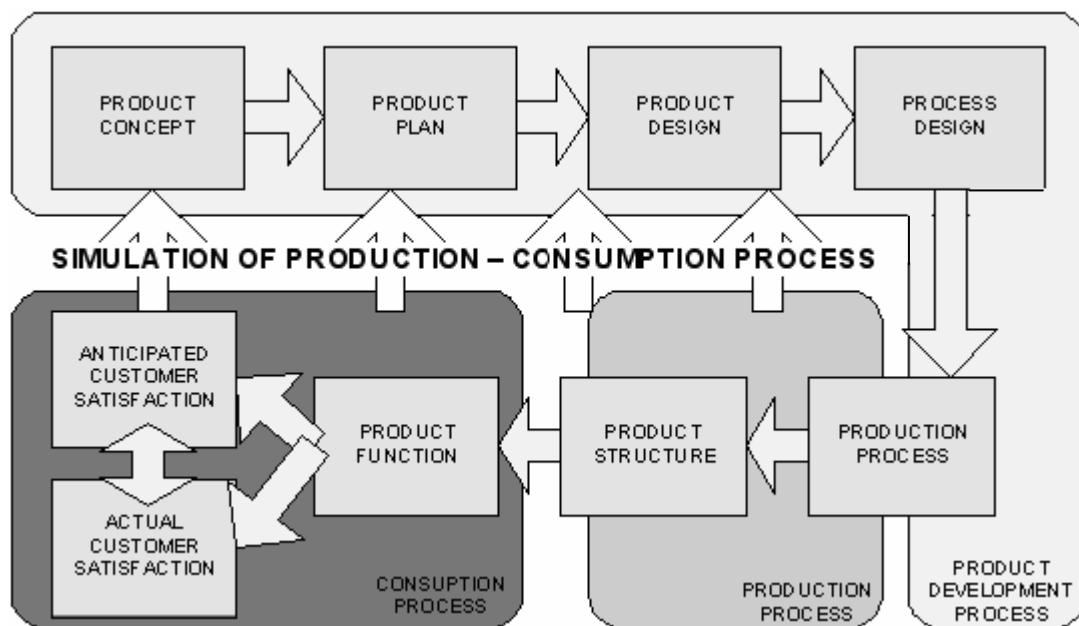 PRODUCT
CONCEPT
PRODUCT
PLAN
PRODUCT
DESIGN
PROCESS
DESIGN
SIMULATION OF PRODUCTION – CONSUMPTION PROCESS
ANTICIPATED
CUSTOMER
SATISFACTION
PRODUCT
FUNCTION
PRODUCT
STRUCTURE
PRODUCTION
PROCESS
ACTUAL
CUSTOMER
SATISFACTION
CONSUPTION
PROCESS
PRODUCTION
PROCESS
PRODUCT
DEVELOPMENT
PROCESS